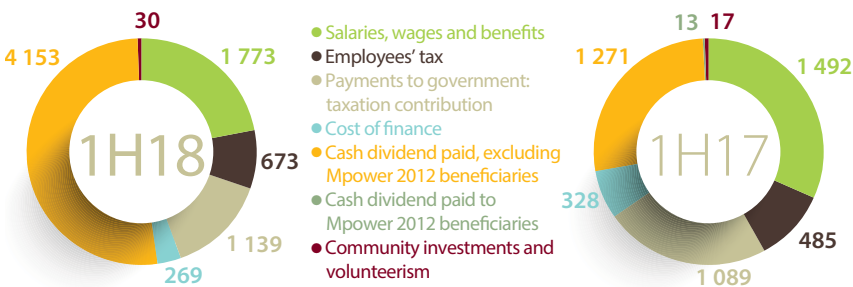 30
4 153
1 773
1H18
673
1 139
269
Salaries, wages and benefits
Employees' tax
Payments to government:
taxation contribution
Cost of finance
Cash dividend paid, excluding
Mpower 2012 beneficiaries
Cash dividend paid to
Mpower 2012 beneficiaries
Community investments and
volunteerism
13
17
1 271
1 492
1H17
328
485
1 089